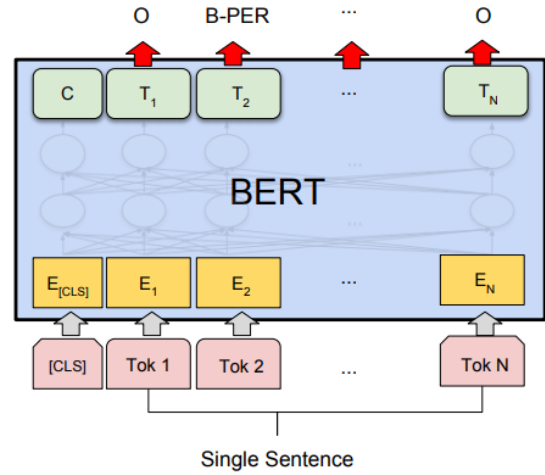 O B-PER ... O
C T1 T2 ... TN
...
BERT
...
E[CLS] E1 E2 ... EN
[CLS] Tok 1 Tok 2 ... Tok N
Single Sentence